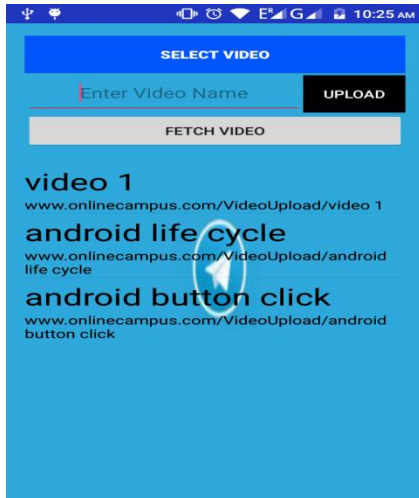 E R G 10:25 AM
SELECT VIDEO
Enter Video Name UPLOAD
FETCH VIDEO
video 1
www.onlinecampus.com/VideoUpload/video 1
android life cycle
www.onlinecampus.com/VideoUpload/android
life cycle
android button click
www.onlinecampus.com/VideoUpload/android
button click